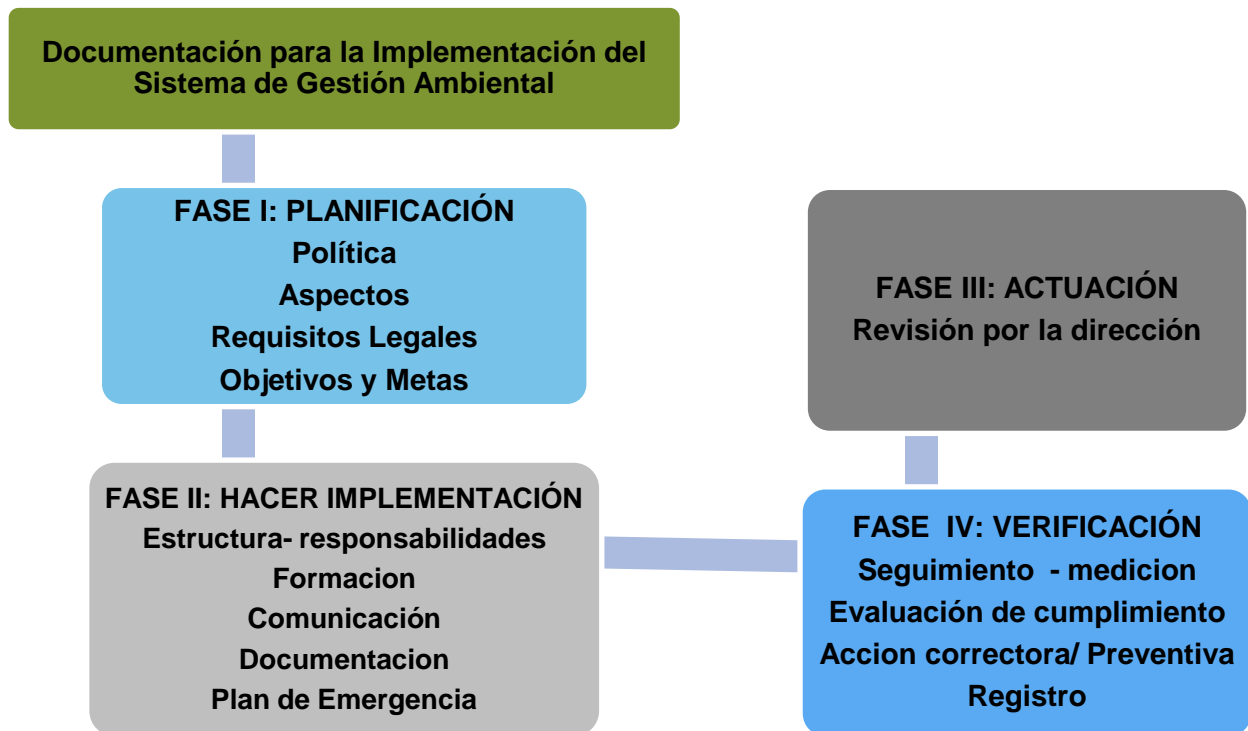 Documentación para la Implementación del
Sistema de Gestión Ambiental
FASE I: PLANIFICACIÓN
Política
Aspectos
Requisitos Legales
Objetivos y Metas
FASE II: HACER IMPLEMENTACIÓN
Estructura- responsabilidades
Formacion
Comunicación
Documentacion
Plan de Emergencia
FASE III: ACTUACIÓN
Revisión por la dirección
FASE IV: VERIFICACIÓN
Seguimiento - medicion
Evaluación de cumplimiento
Accion correctora/ Preventiva
Registro